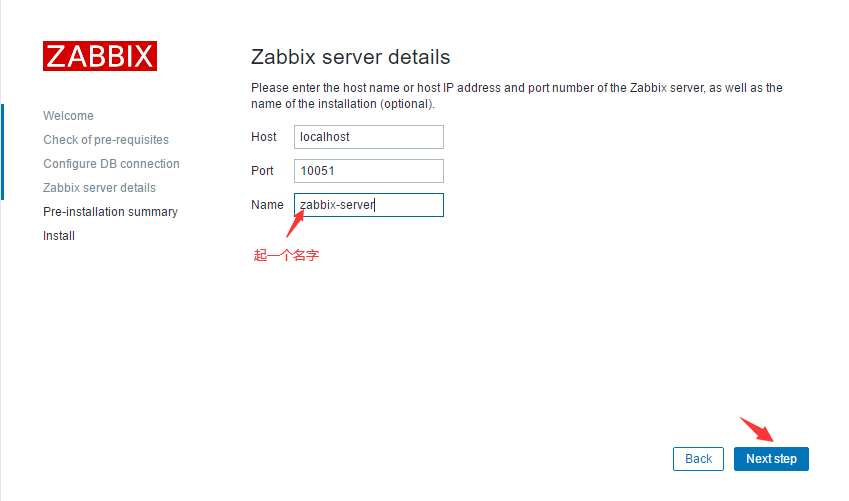 ZABBIX
Welcome
Check of pre-requisites
Configure DB connection
Zabbix server details
Pre-installation summary
Install
Zabbix server details
Please enter the host name or host IP address and port number of the Zabbix server, as well as the
name of the installation (optional).
Host localhost
Port 10051
Name zabbix-server
起一个名字
Back Next step